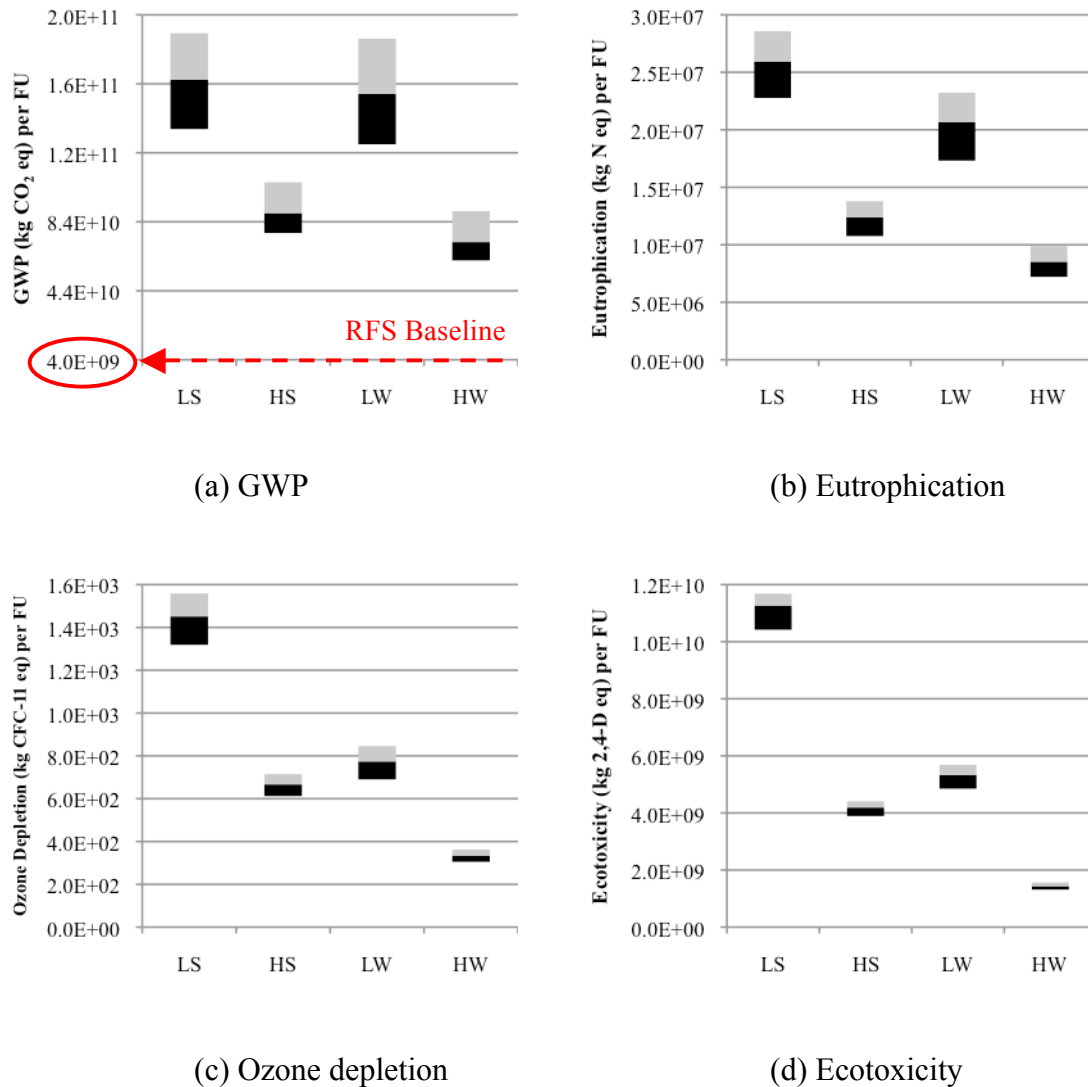 GWP (kg CO₂ eq) per FU
2.0E+11
1.6E+11
1.2E+11
8.4E+10
4.4E+10
4.0E+09
RFS Baseline
LS HS LW HW
(a) GWP
Eutrophication (kg N eq) per FU
3.0E+07
2.5E+07
2.0E+07
1.5E+07
1.0E+07
5.0E+06
0.0E+00
LS HS LW HW
(b) Eutrophication
Ozone Depletion (kg CFC-11 eq) per FU
1.6E+03
1.4E+03
1.2E+03
1.0E+03
8.0E+02
6.0E+02
4.0E+02
2.0E+02
0.0E+00
LS HS LW HW
(c) Ozone depletion
Ecotoxicity (kg 2,4-D eq) per FU
1.2E+10
1.0E+10
8.0E+09
6.0E+09
4.0E+09
2.0E+09
0.0E+00
LS HS LW HW
(d) Ecotoxicity